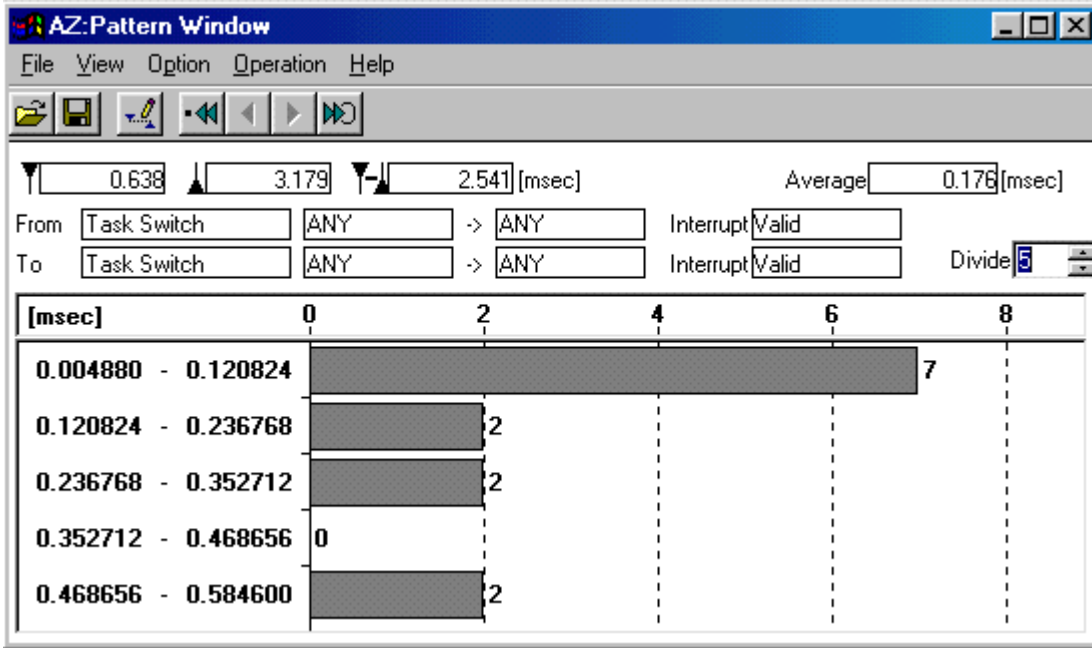 AZ:Pattern Window
File View Option Operation Help
0.638 3.179 2.541 [msec] Average 0.176 [msec]
From Task Switch ANY -> ANY Interrupt Valid
To Task Switch ANY -> ANY Interrupt Valid Divide 5
[msec] 0 2 4 6 8
0.004880 - 0.120824 7
0.120824 - 0.236768 2
0.236768 - 0.352712 2
0.352712 - 0.468656 0
0.468656 - 0.584600 2